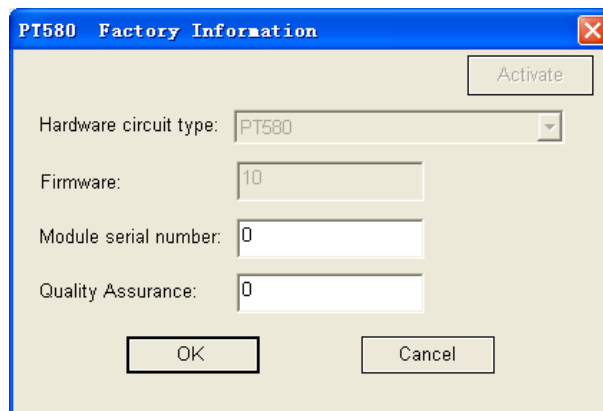 PT580 Factory Information
Activate
Hardware circuit type: PT580
Firmware: 10
Module serial number: 0
Quality Assurance: 0
OK Cancel